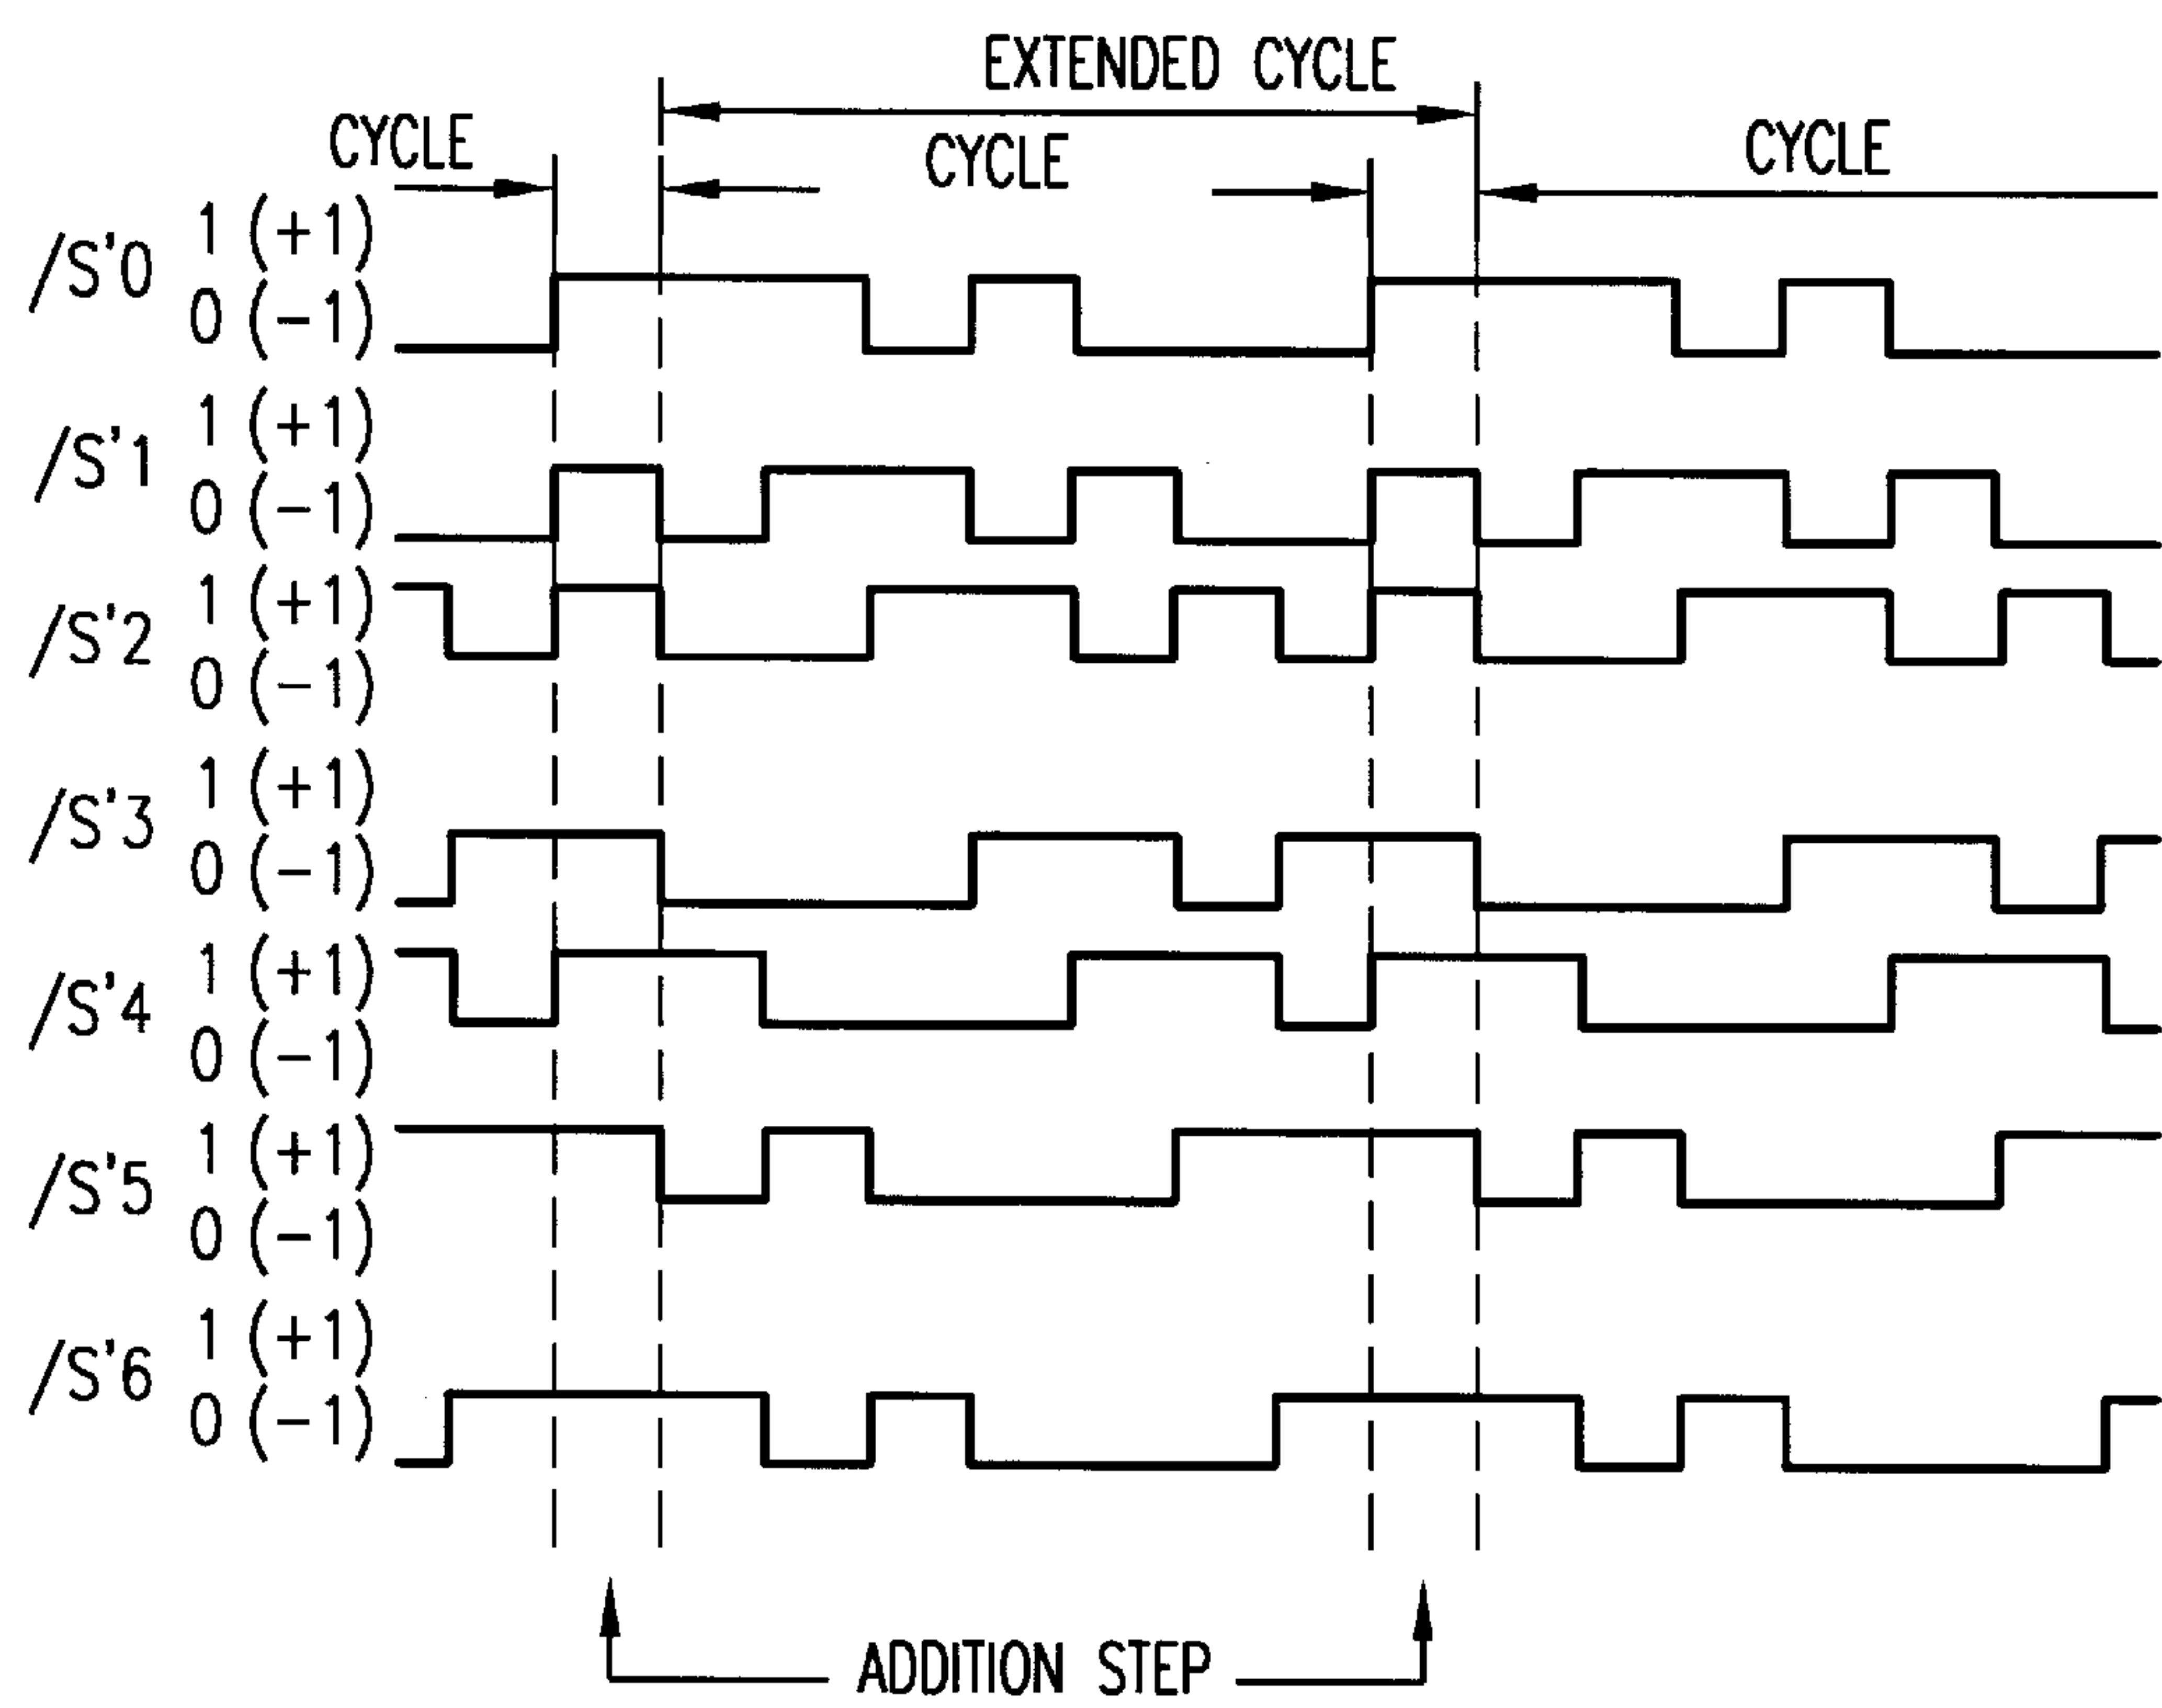 EXTENDED CYCLE
CYCLE
CYCLE
CYCLE
/S'0
1 (+1)
0 (-1)
/S'1
1 (+1)
0 (-1)
/S'2
1 (+1)
0 (-1)
/S'3
1 (+1)
0 (-1)
/S'4
1 (+1)
0 (-1)
/S'5
1 (+1)
0 (-1)
/S'6
1 (+1)
0 (-1)
ADDITION STEP